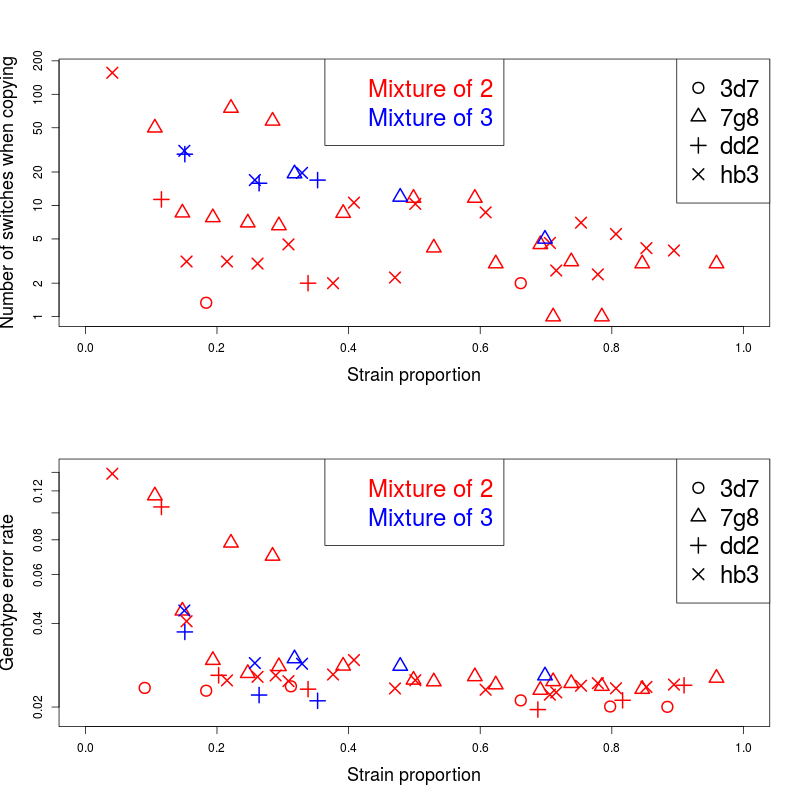 Number of switches when copying
200
100
50
20
10
5
2
1
Mixture of 2
Mixture of 3
3d7
7g8
dd2
hb3
0.0 0.2 0.4 0.6 0.8 1.0
Strain proportion
Genotype error rate
0.12
0.08
0.06
0.04
0.02
Mixture of 2
Mixture of 3
3d7
7g8
dd2
hb3
0.0 0.2 0.4 0.6 0.8 1.0
Strain proportion